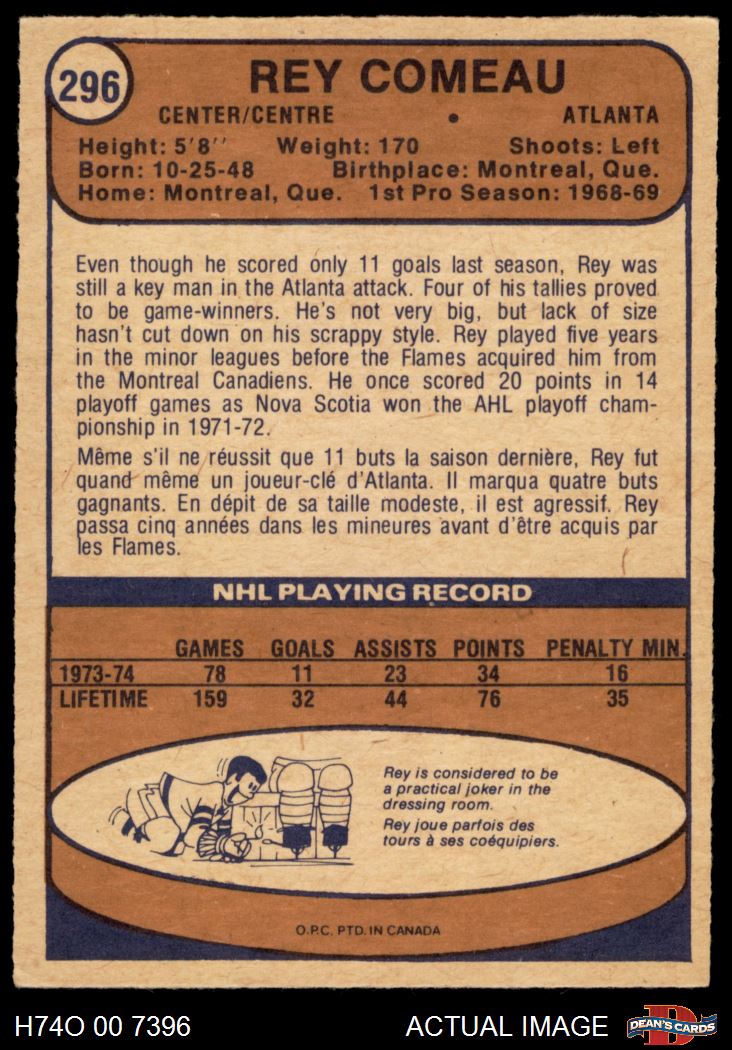 296
REY COMEAU
CENTER/CENTRE • ATLANTA
Height: 5'8'' Weight: 170 Shoots: Left
Born: 10-25-48 Birthplace: Montreal, Que.
Home: Montreal, Que. 1st Pro Season: 1968-69
Even though he scored only 11 goals last season, Rey was
still a key man in the Atlanta attack. Four of his tallies proved
to be game-winners. He's not very big, but lack of size
hasn't cut down on his scrappy style. Rey played five years
in the minor leagues before the Flames acquired him from
the Montreal Canadiens. He once scored 20 points in 14
playoff games as Nova Scotia won the AHL playoff cham-
pionship in 1971-72.
Même s'il ne réussit que 11 buts la saison dernière, Rey fut
quand même un joueur-clé d'Atlanta. Il marqua quatre buts
gagnants. En dépit de sa taille modeste, il est agressif. Rey
passa cinq années dans les mineures avant d'être acquis par
les Flames.
NHL PLAYING RECORD
GAMES GOALS ASSISTS POINTS PENALTY MIN.
1973-74 78 11 23 34 16
LIFETIME 159 32 44 76 35
Rey is considered to be
a practical joker in the
dressing room.
Rey joue parfois des
tours à ses coéquipiers.
O.P.C. PTD. IN CANADA
H74O 00 7396 ACTUAL IMAGE
D
DEAN'S CARDS